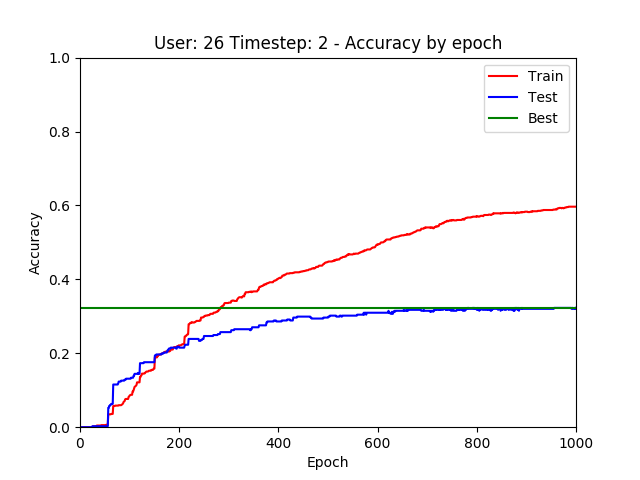 User: 26 Timestep: 2 - Accuracy by epoch
1.0
0.8
0.6
0.4
0.2
0.0
Accuracy
Train
Test
Best
0 200 400 600 800 1000
Epoch